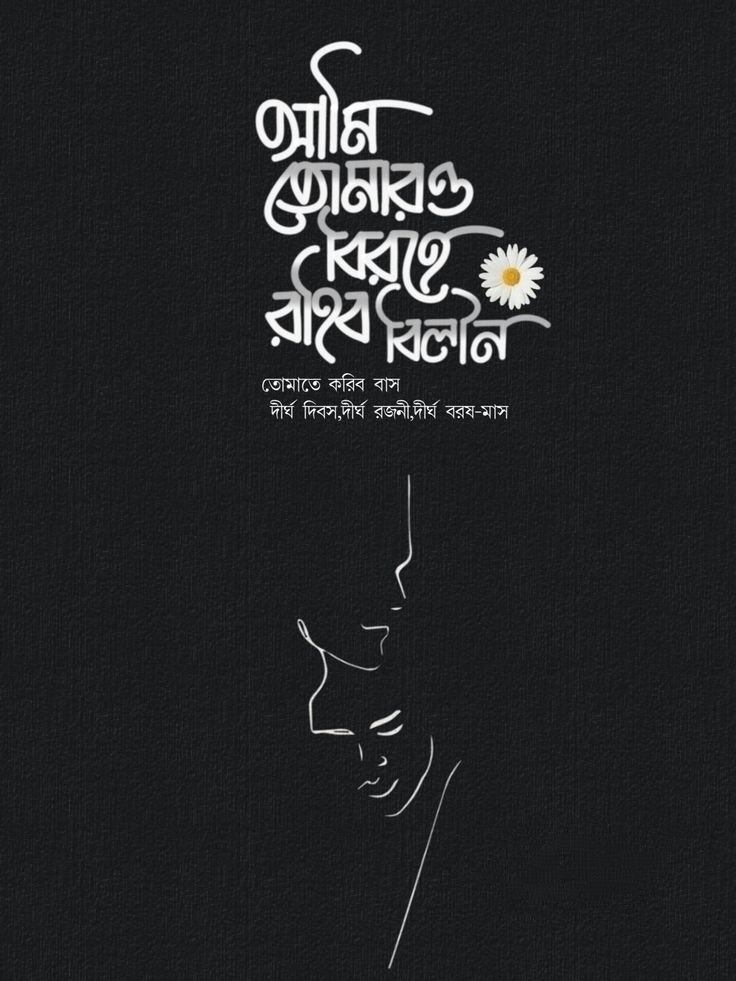 আমি
তোমারও
বিরহে
রহিব বিলীন
তোমাতে করিব বাস
দীর্ঘ দিবস,দীর্ঘ রজনী,দীর্ঘ বরষ-মাস